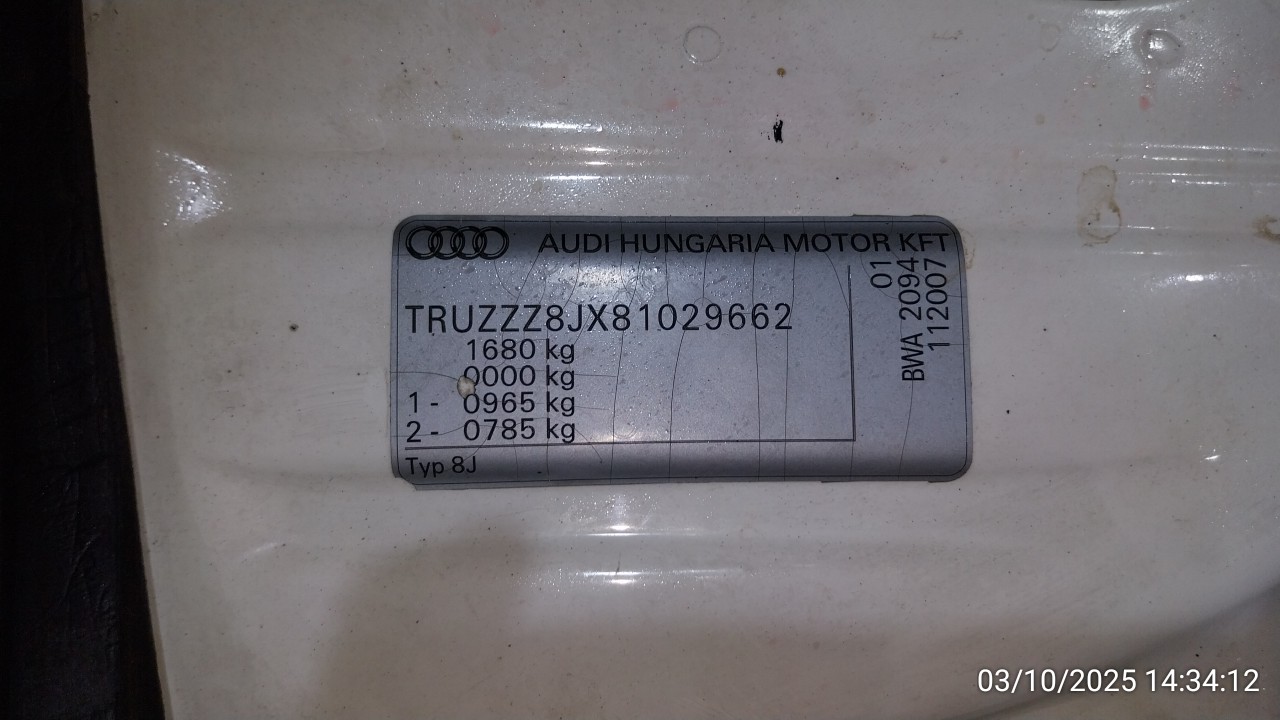 AUDI HUNGARIA MOTOR KFT
TRUZZZ8JX81029662
1680 kg
0000 kg
1 - 0965 kg
2 - 0785 kg
Typ 8J
01
BWA 2094
112007
03/10/2025 14:34:12